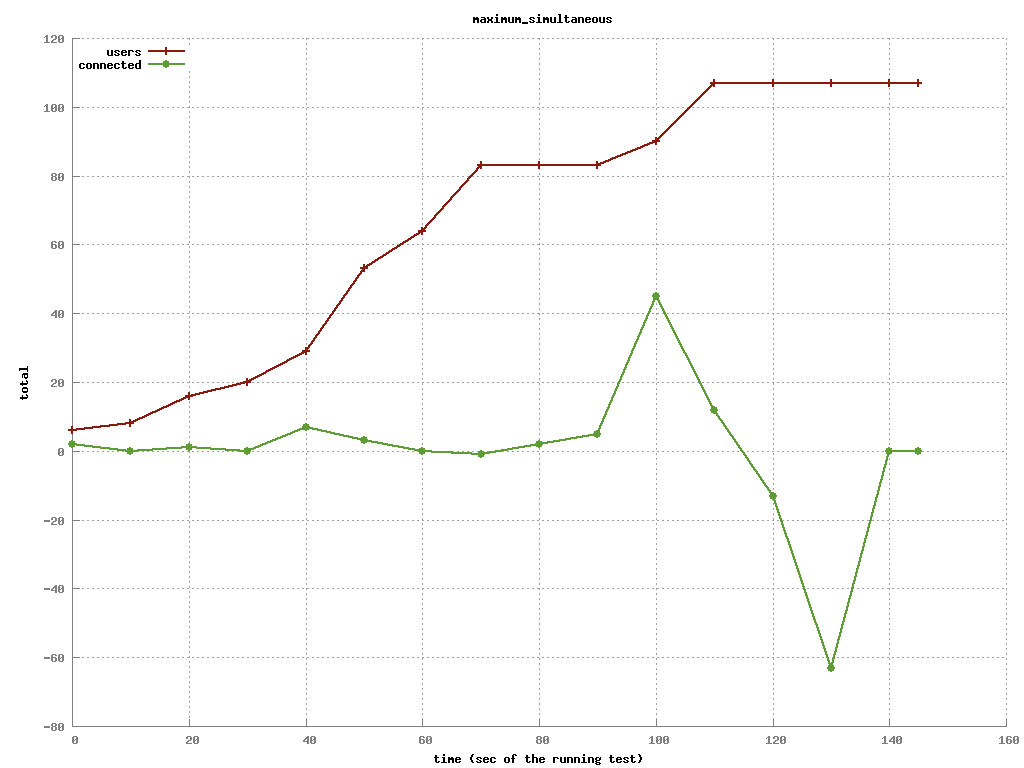 maximum_simultaneous
users
connected
120
100
80
60
40
20
0
-20
-40
-60
-80
total
0 20 40 60 80 100 120 140 160
time (sec of the running test)